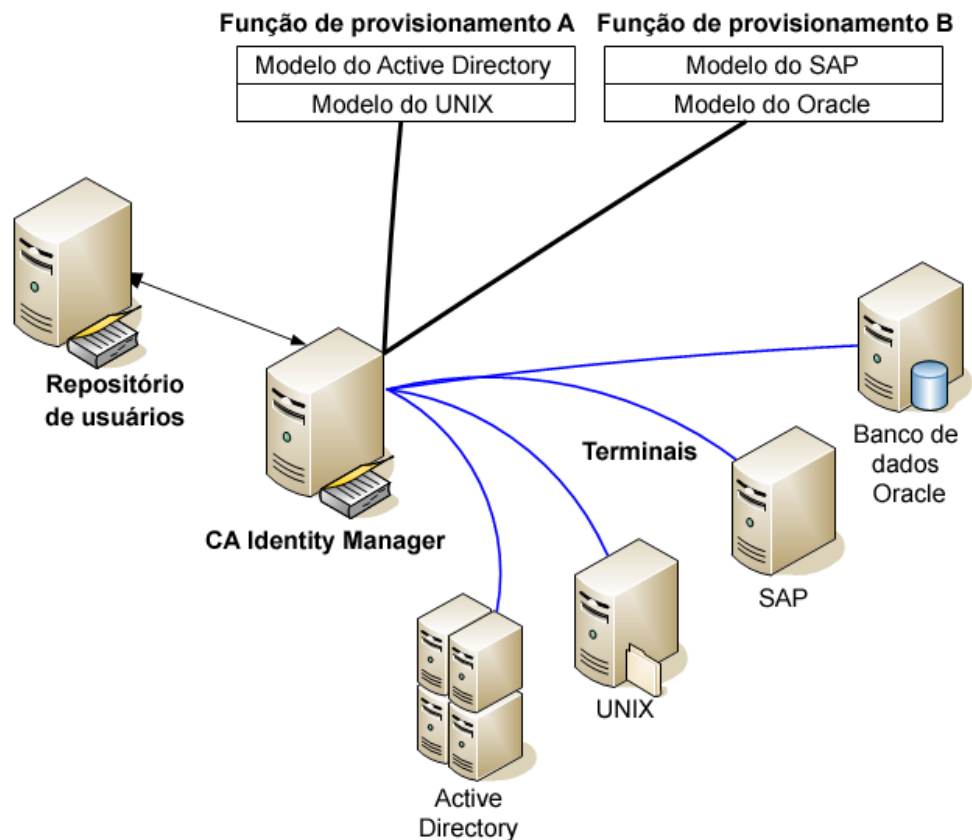 Função de provisionamento A
Função de provisionamento B
Modelo do Active Directory
Modelo do UNIX
Modelo do SAP
Modelo do Oracle
Repositório
de usuários
CA Identity Manager
Terminais
Banco de
dados
Oracle
SAP
UNIX
Active
Directory